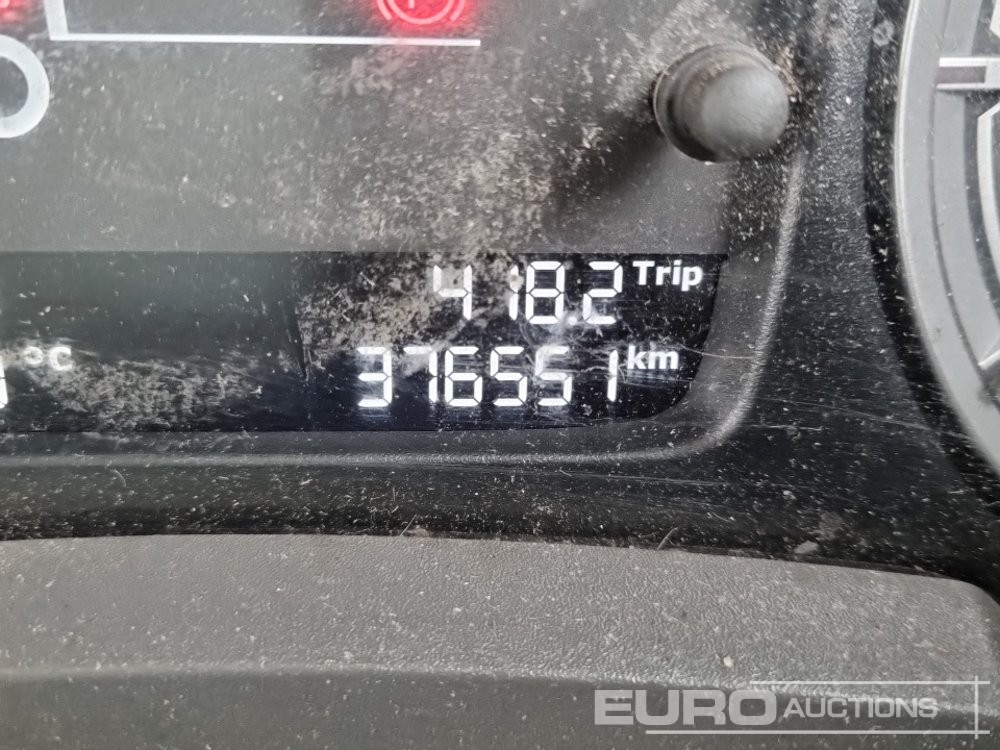 418.2 Trip
°C
376551 km
EURO AUCTIONS